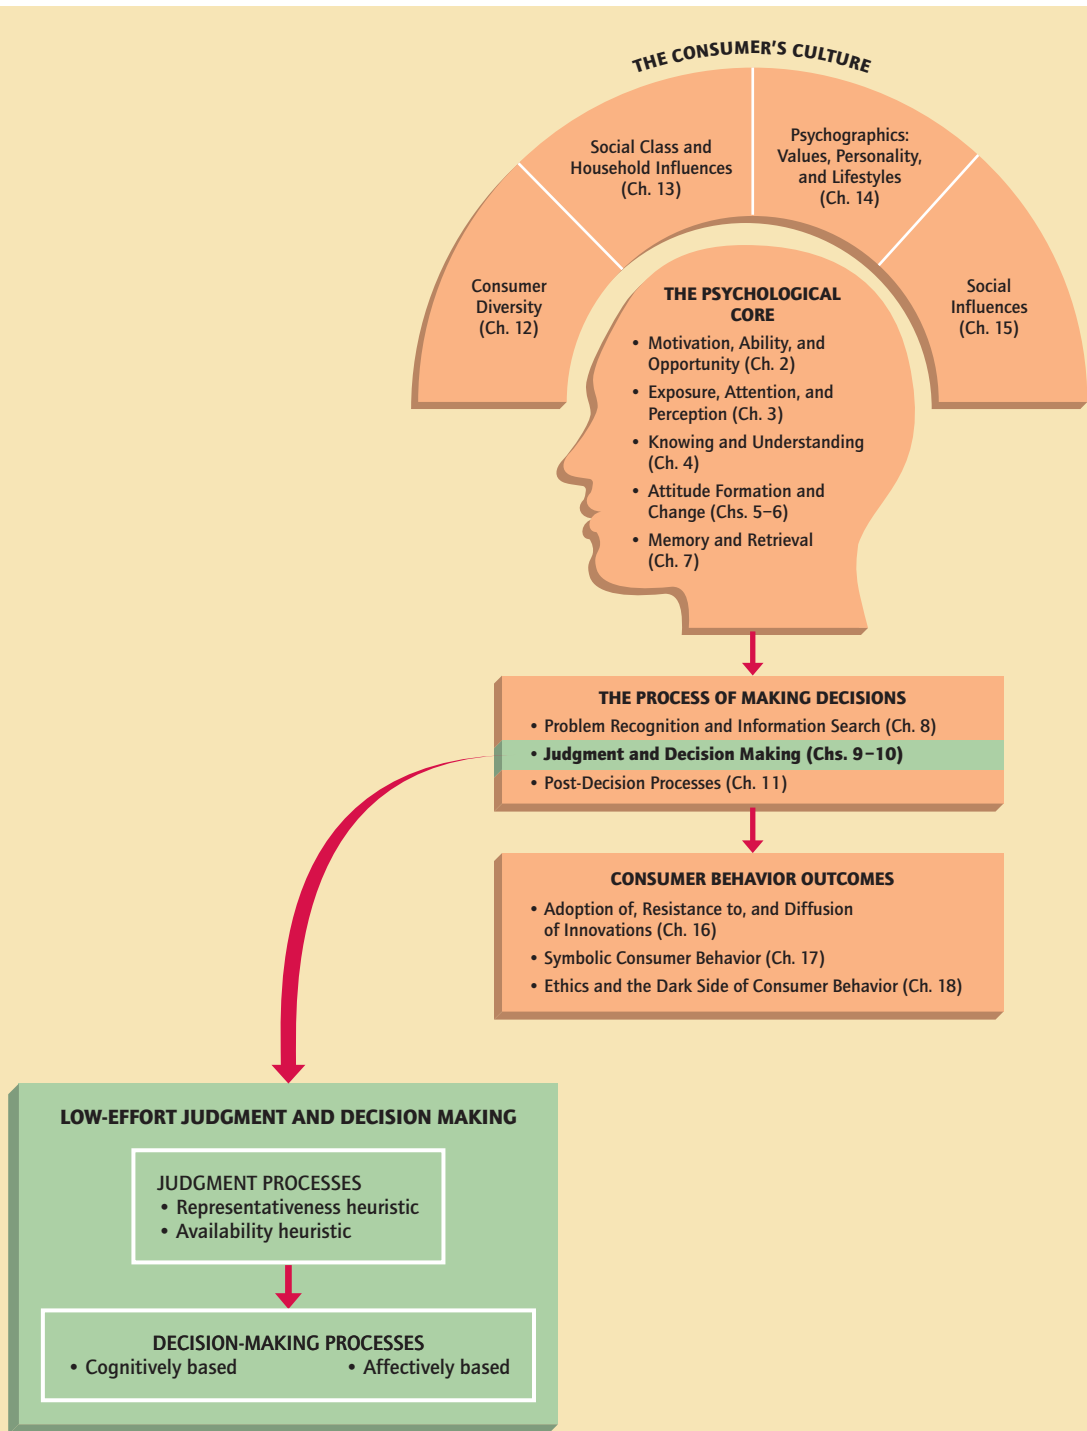 THE CONSUMER'S CULTURE
Consumer
Diversity
(Ch. 12)
Social Class and
Household Influences
(Ch. 13)
Psychographics:
Values, Personality,
and Lifestyles
(Ch. 14)
Social
Influences
(Ch. 15)
THE PSYCHOLOGICAL
CORE
• Motivation, Ability, and
Opportunity (Ch. 2)
• Exposure, Attention, and
Perception (Ch. 3)
• Knowing and Understanding
(Ch. 4)
• Attitude Formation and
Change (Chs. 5–6)
• Memory and Retrieval
(Ch. 7)
THE PROCESS OF MAKING DECISIONS
• Problem Recognition and Information Search (Ch. 8)
• Judgment and Decision Making (Chs. 9–10)
• Post-Decision Processes (Ch. 11)
CONSUMER BEHAVIOR OUTCOMES
• Adoption of, Resistance to, and Diffusion
of Innovations (Ch. 16)
• Symbolic Consumer Behavior (Ch. 17)
• Ethics and the Dark Side of Consumer Behavior (Ch. 18)
LOW-EFFORT JUDGMENT AND DECISION MAKING
JUDGMENT PROCESSES
• Representativeness heuristic
• Availability heuristic
DECISION-MAKING PROCESSES
• Cognitively based • Affectively based